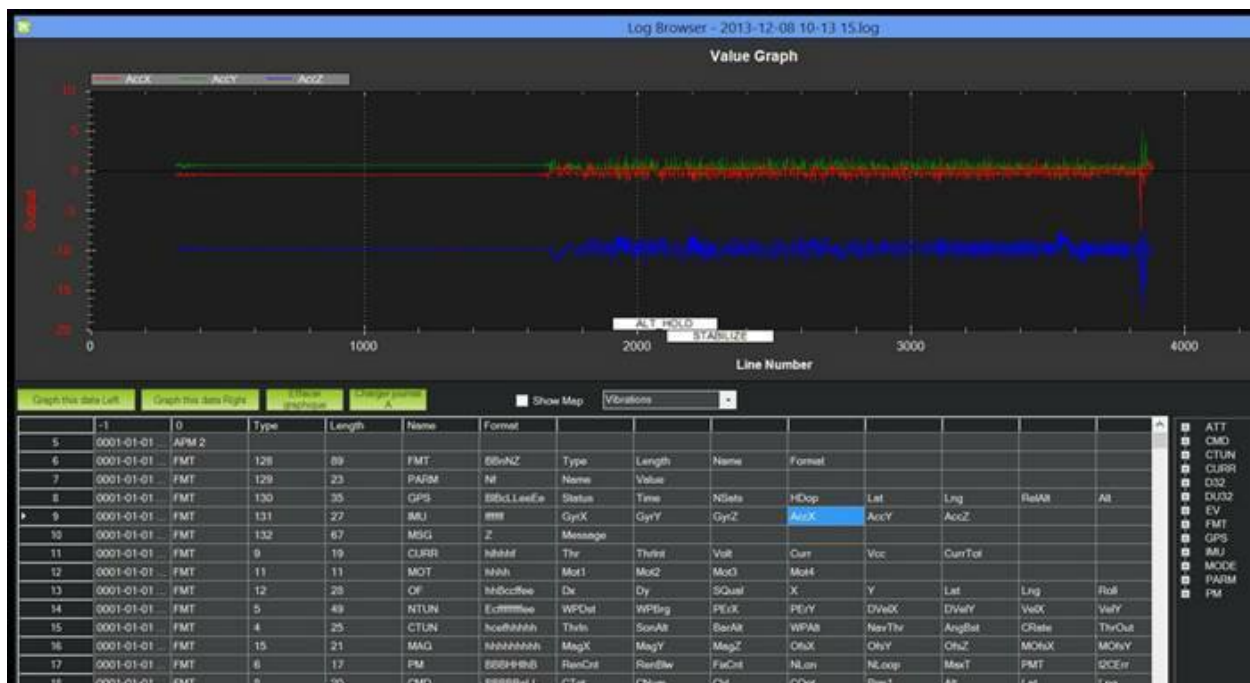 Log Browser - 2013-12-08 10-13 15.log
Value Graph
AccX AccY AccZ
10
5
0
-5
-10
-15
-20
Output
ALT_HOLD
STABILIZE
0 1000 2000 3000 4000
Line Number
Graph this data Left Graph this data Right Effacer graphique Charger journal A Show Map Vibrations
-1 0 Type Length Name Format
5 0001-01-01 ... APM 2
6 0001-01-01 ... FMT 128 89 FMT BBnNZ Type Length Name Format
7 0001-01-01 ... FMT 129 23 PARM Nf Name Value
8 0001-01-01 ... FMT 130 35 GPS BIBcLLeeEe Status Time NSats HDop Lat Lng RelAlt Alt
9 0001-01-01 ... FMT 131 27 IMU ffffff GyrX GyrY GyrZ AccX AccY AccZ
10 0001-01-01 ... FMT 132 67 MSG Z Message
11 0001-01-01 ... FMT 9 19 CURR hIhhhf Thr ThrInt Volt Curr Vcc CurrTot
12 0001-01-01 ... FMT 11 11 MOT hhhh Mot1 Mot2 Mot3 Mot4
13 0001-01-01 ... FMT 12 28 OF hhBccffee Dx Dy SQual X Y Lat Lng Roll
14 0001-01-01 ... FMT 5 49 NTUN WPDst WPBrg PErX PErY DVelX DVelY VelX VelY
15 0001-01-01 ... FMT 4 25 CTUN ThrIn SonAlt BarAlt WPAlt NavThr AngBst CRate ThrOut
16 0001-01-01 ... FMT 15 21 MAG hhhhhhhhh MagX MagY MagZ OfsX OfsY OfsZ MOfsX MOfsY
17 0001-01-01 ... FMT 6 17 PM BBBHHIhB RenCnt RenBlw FixCnt NLon NLoop MaxT PMT I2CErr
ATT
CMD
CTUN
CURR
D32
DU32
EV
FMT
GPS
IMU
MODE
PARM
PM